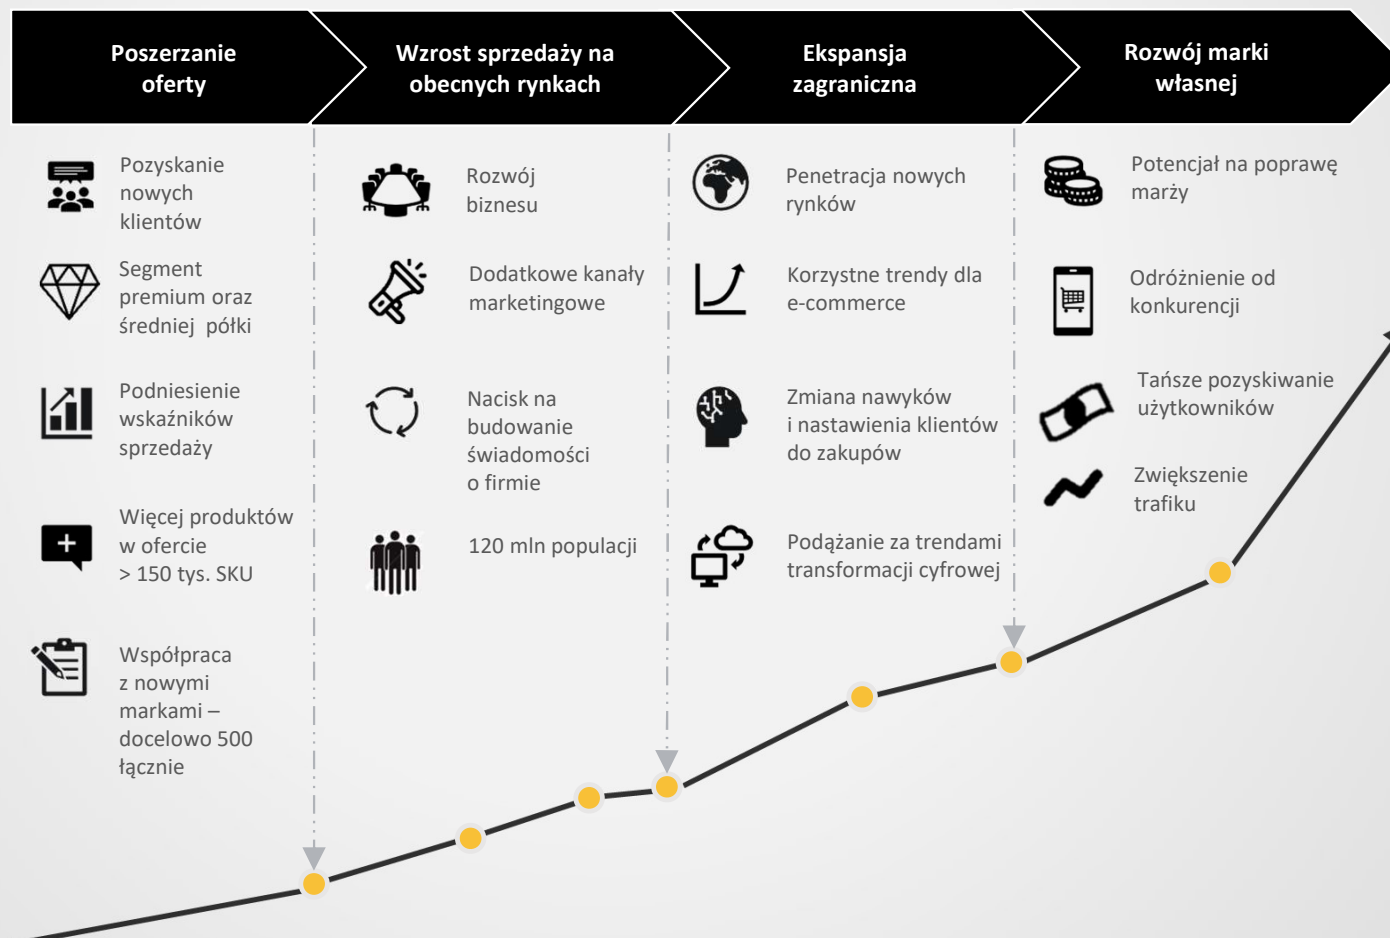 Poszerzanie
oferty
Wzrost sprzedaży na
obecnych rynkach
Ekspansja
zagraniczna
Rozwój marki
własnej
Pozyskanie
nowych
klientów
Segment
premium oraz
średniej półki
Podniesienie
wskaźników
sprzedaży
Więcej produktów
w ofercie
> 150 tys. SKU
Współpraca
z nowymi
markami –
docelowo 500
łącznie
Rozwój
biznesu
Dodatkowe kanały
marketingowe
Nacisk na
budowanie
świadomości
o firmie
120 mln populacji
Penetracja nowych
rynków
Korzystne trendy dla
e-commerce
Zmiana nawyków
i nastawienia klientów
do zakupów
Podążanie za trendami
transformacji cyfrowej
Potencjał na poprawę
marży
Odróżnienie od
konkurencji
Tańsze pozyskiwanie
użytkowników
Zwiększenie
trafiku